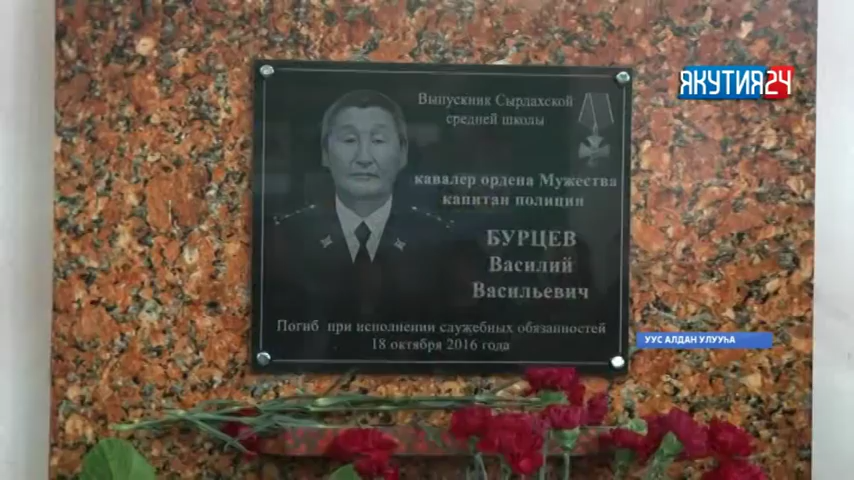 Выпускник Сырдахской
средней школы
ЯКУТИЯ24
кавалер ордена Мужества
капитан полиции
БУРЦЕВ
Василий
Васильевич
Погиб при исполнении служебных обязанностей
18 октября 2016 года
УУС АЛДАН УЛУУҺА